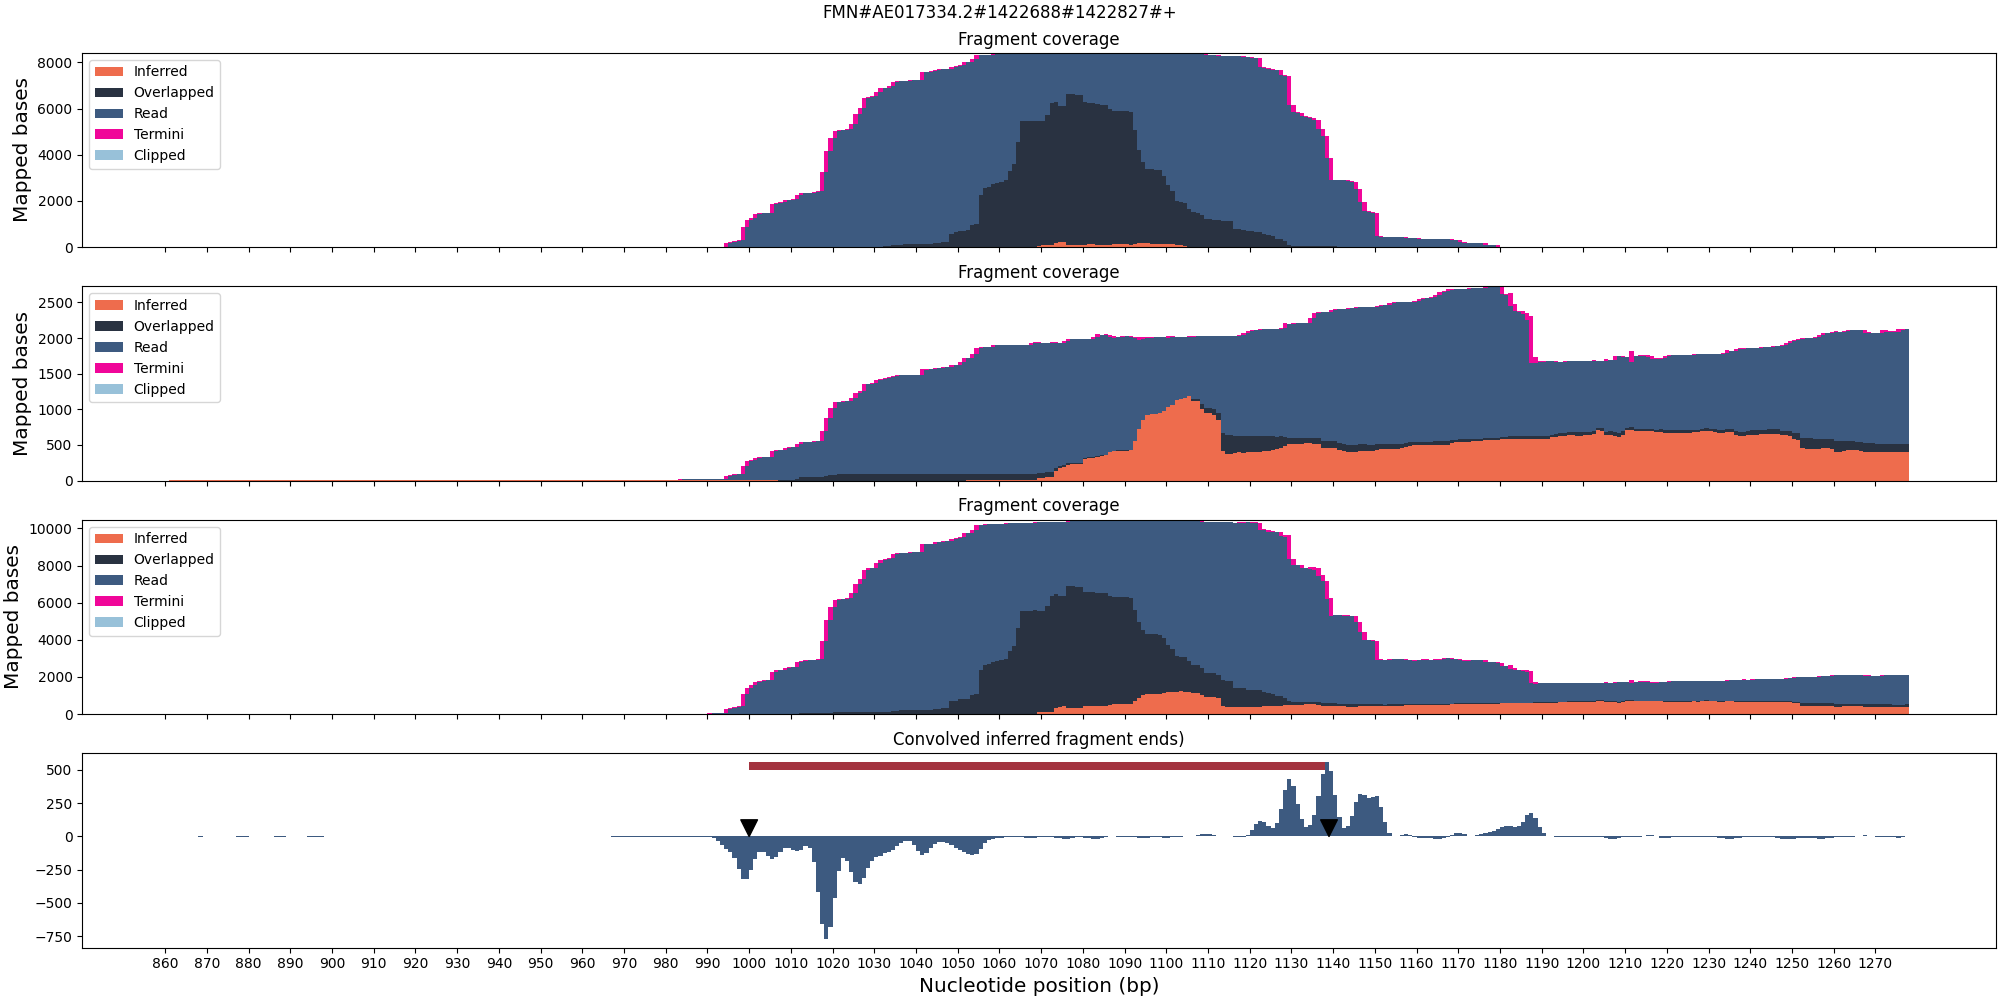 FMN#AE017334.2#1422688#1422827#+
Fragment coverage
Mapped bases
8000
6000
4000
2000
0
Inferred
Overlapped
Read
Termini
Clipped
Fragment coverage
Mapped bases
2500
2000
1500
1000
500
0
Inferred
Overlapped
Read
Termini
Clipped
Fragment coverage
Mapped bases
10000
8000
6000
4000
2000
0
Inferred
Overlapped
Read
Termini
Clipped
Convolved inferred fragment ends)
500
250
0
−250
−500
−750
860 870 880 890 900 910 920 930 940 950 960 970 980 990 1000 1010 1020 1030 1040 1050 1060 1070 1080 1090 1100 1110 1120 1130 1140 1150 1160 1170 1180 1190 1200 1210 1220 1230 1240 1250 1260 1270
Nucleotide position (bp)